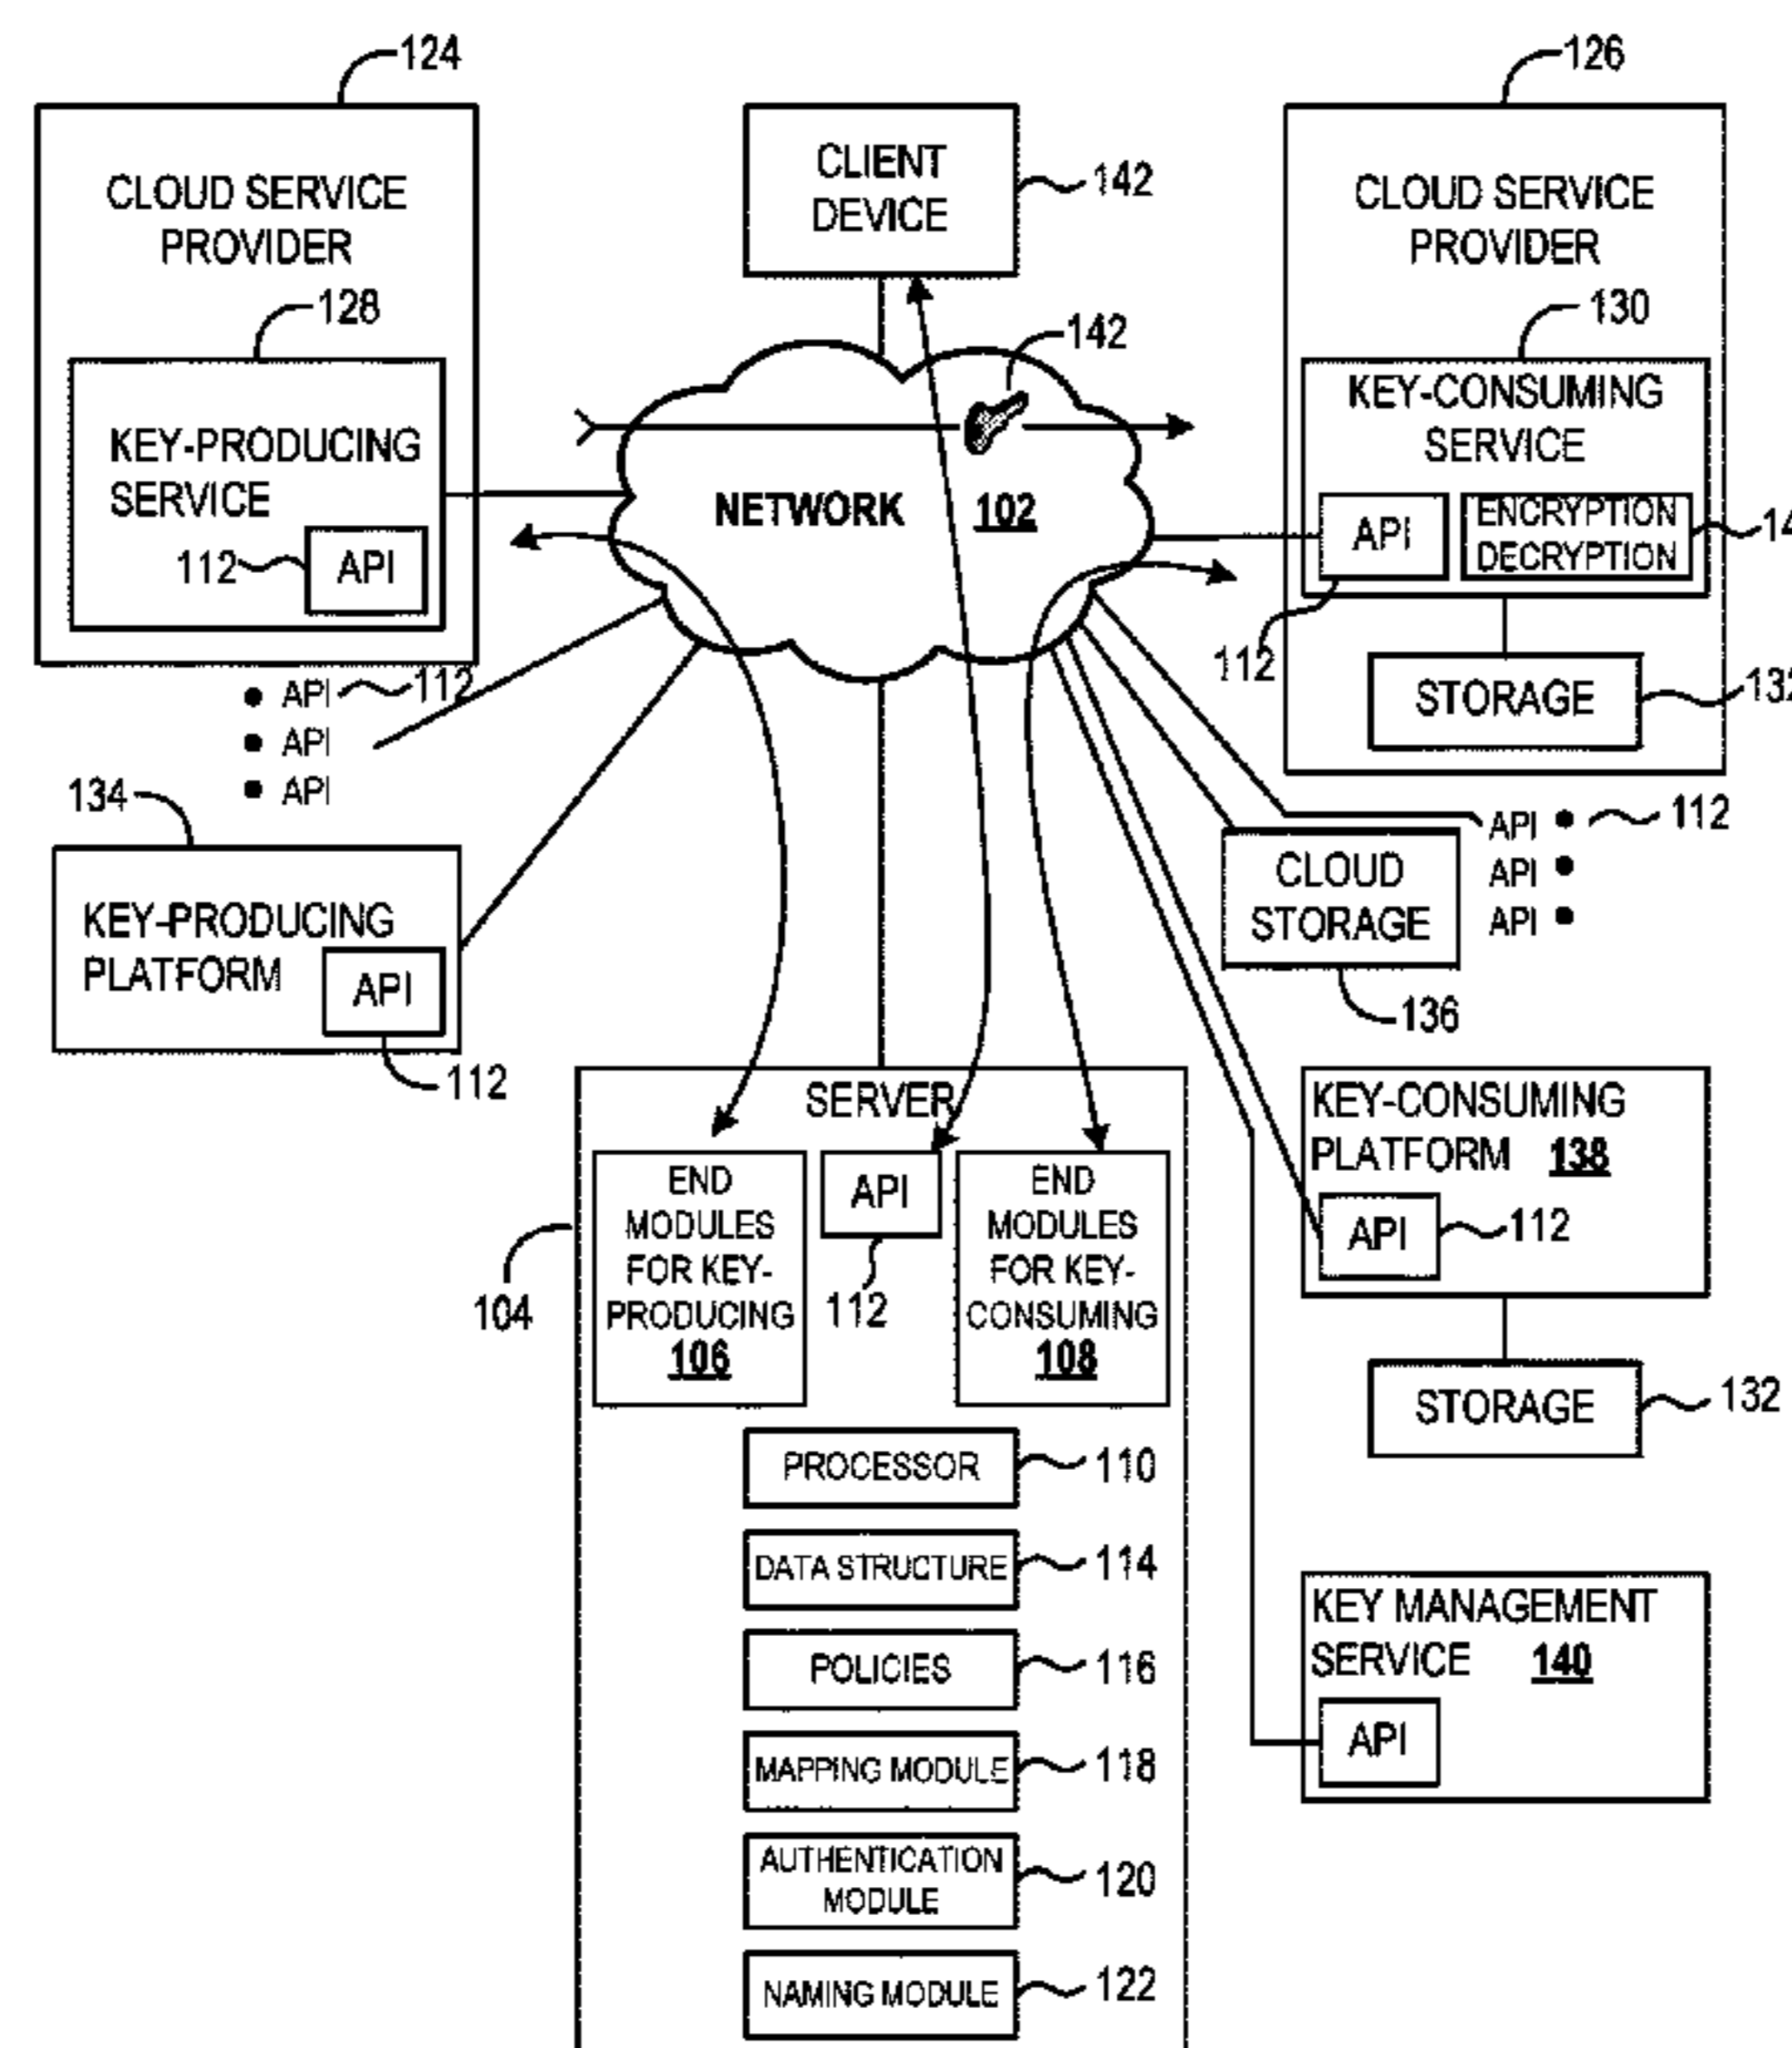 124
126
CLIENT
DEVICE
142
CLOUD SERVICE
PROVIDER
CLOUD SERVICE
PROVIDER
128
142
130
KEY-PRODUCING
SERVICE
API
112
NETWORK 102
KEY-CONSUMING
SERVICE
API
ENCRYPTION
DECRYPTION
112
STORAGE
API 112
API
API
134
KEY-PRODUCING
PLATFORM
API
112
API 112
API
API
CLOUD
STORAGE
136
SERVER
END
MODULES
FOR KEY-
PRODUCING
106
API
112
END
MODULES
FOR KEY-
CONSUMING
108
104
KEY-CONSUMING
PLATFORM 138
API
112
STORAGE
132
PROCESSOR
110
DATA STRUCTURE
114
POLICIES
116
MAPPING MODULE
118
AUTHENTICATION
MODULE
120
NAMING MODULE
122
KEY MANAGEMENT
SERVICE 140
API